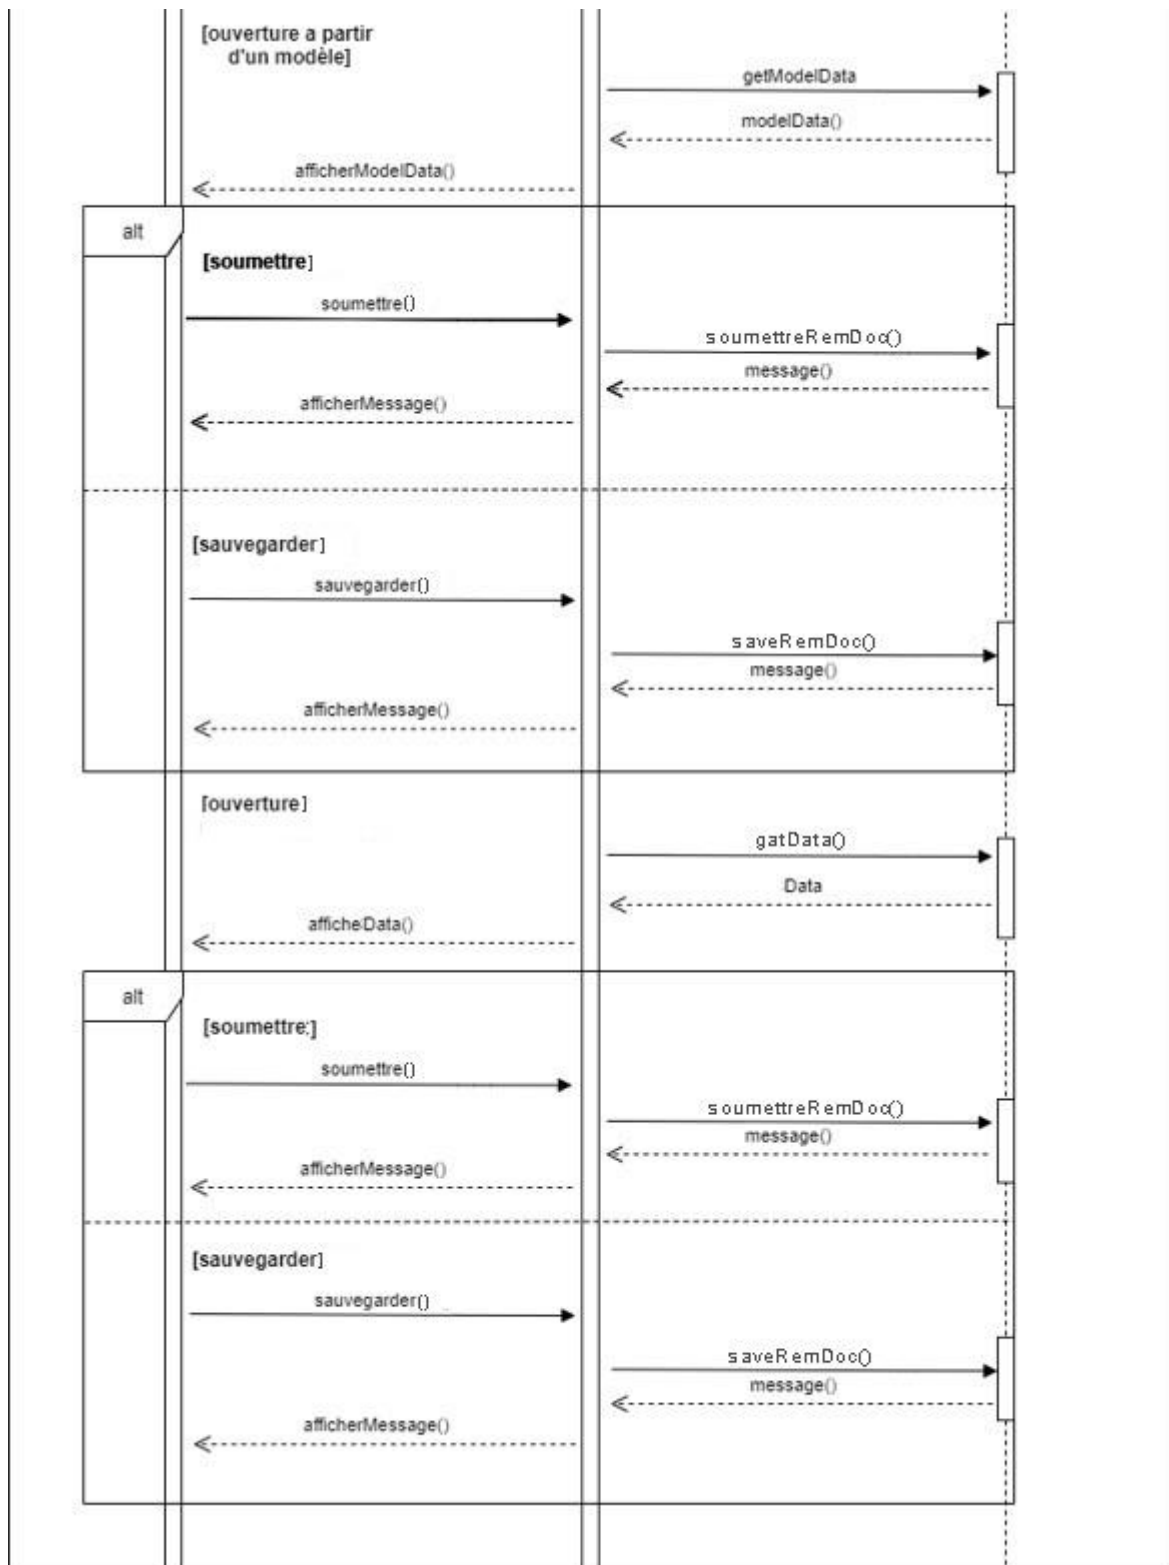 [ouverture a partir
d'un modèle]
getModelData
modelData()
afficherModelData()
alt
[soumettre]
soumettre()
soumettreRemDoc()
message()
afficherMessage()
[sauvegarder]
sauvegarder()
saveRemDoc()
message()
afficherMessage()
[ouverture]
gatData()
Data
afficheData()
alt
[soumettre:]
soumettre()
soumettreRemDoc()
message()
afficherMessage()
[sauvegarder]
sauvegarder()
saveRemDoc()
message()
afficherMessage()